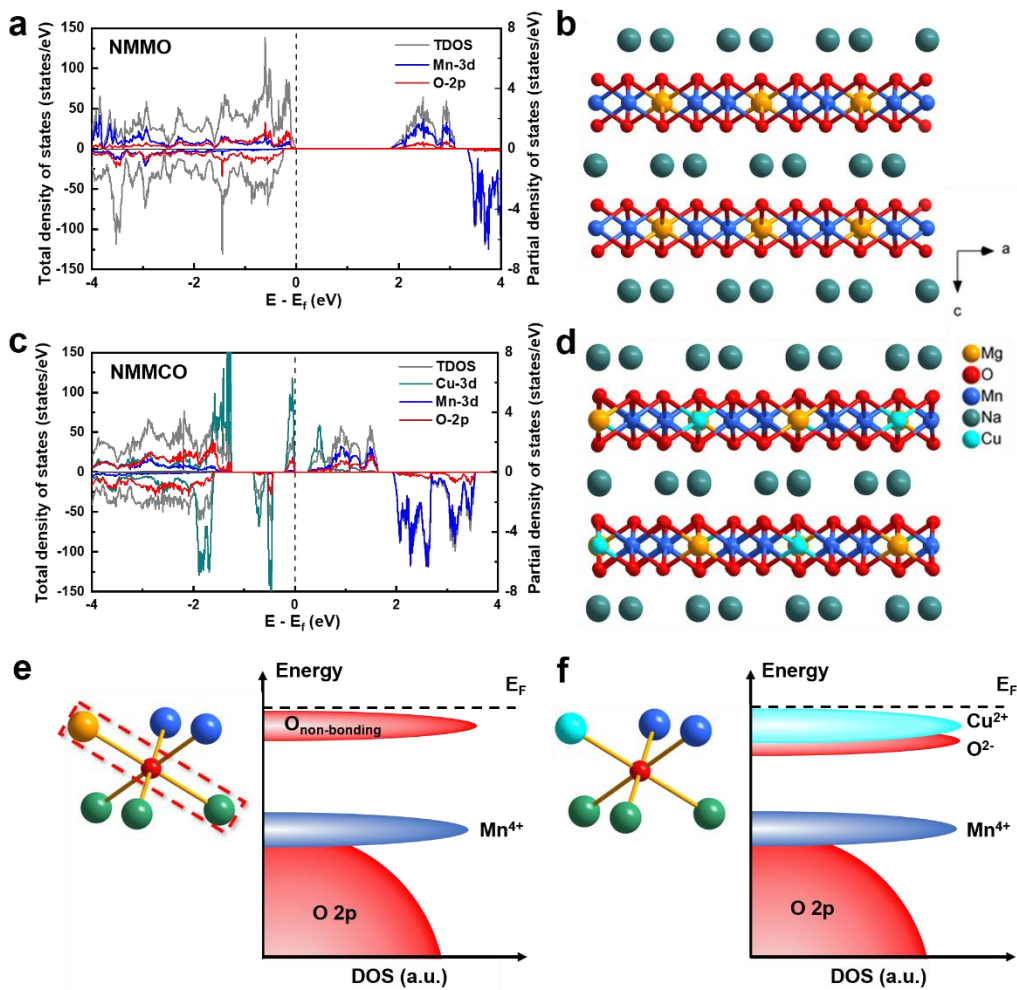 a
NMMO
TDOS
Mn-3d
O-2p
Total density of states (states/eV)
150
100
50
0
-50
-100
-150
Partial density of states (states/eV)
8
4
0
-4
-8
-4
-2
0
2
4
E - Ef (eV)
b
a
c
c
NMMCO
TDOS
Cu-3d
Mn-3d
O-2p
Total density of states (states/eV)
150
100
50
0
-50
-100
-150
Partial density of states (states/eV)
8
4
0
-4
-8
-4
-2
0
2
4
E - Ef (eV)
d
Mg
O
Mn
Na
Cu
e
Energy
EF
Onon-bonding
Mn4+
O 2p
DOS (a.u.)
f
Energy
EF
Cu2+
O2-
Mn4+
O 2p
DOS (a.u.)